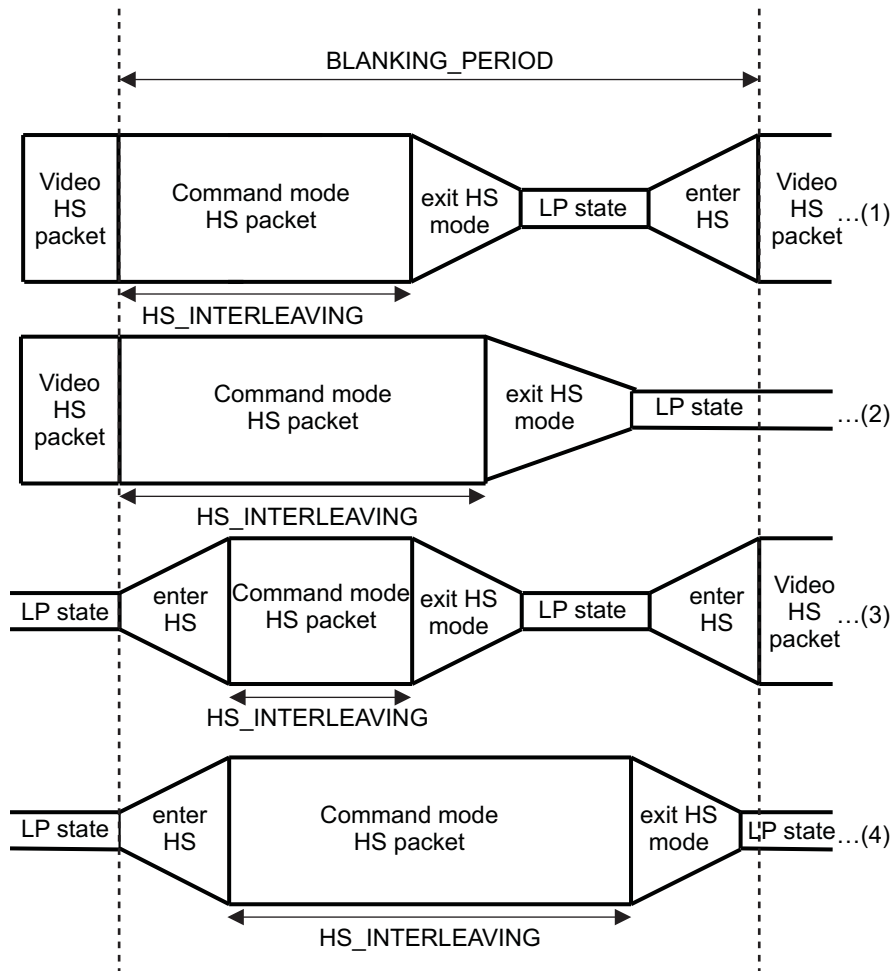 BLANKING_PERIOD
Video
HS
packet
Command mode
HS packet
exit HS
mode
LP state
enter
HS
Video
HS
packet
...(1)
HS_INTERLEAVING
Video
HS
packet
Command mode
HS packet
exit HS
mode
LP state
...(2)
HS_INTERLEAVING
LP state
enter
HS
Command mode
HS packet
exit HS
mode
LP state
enter
HS
Video
HS
packet
...(3)
HS_INTERLEAVING
LP state
enter
HS
Command mode
HS packet
exit HS
mode
LP state
...(4)
HS_INTERLEAVING